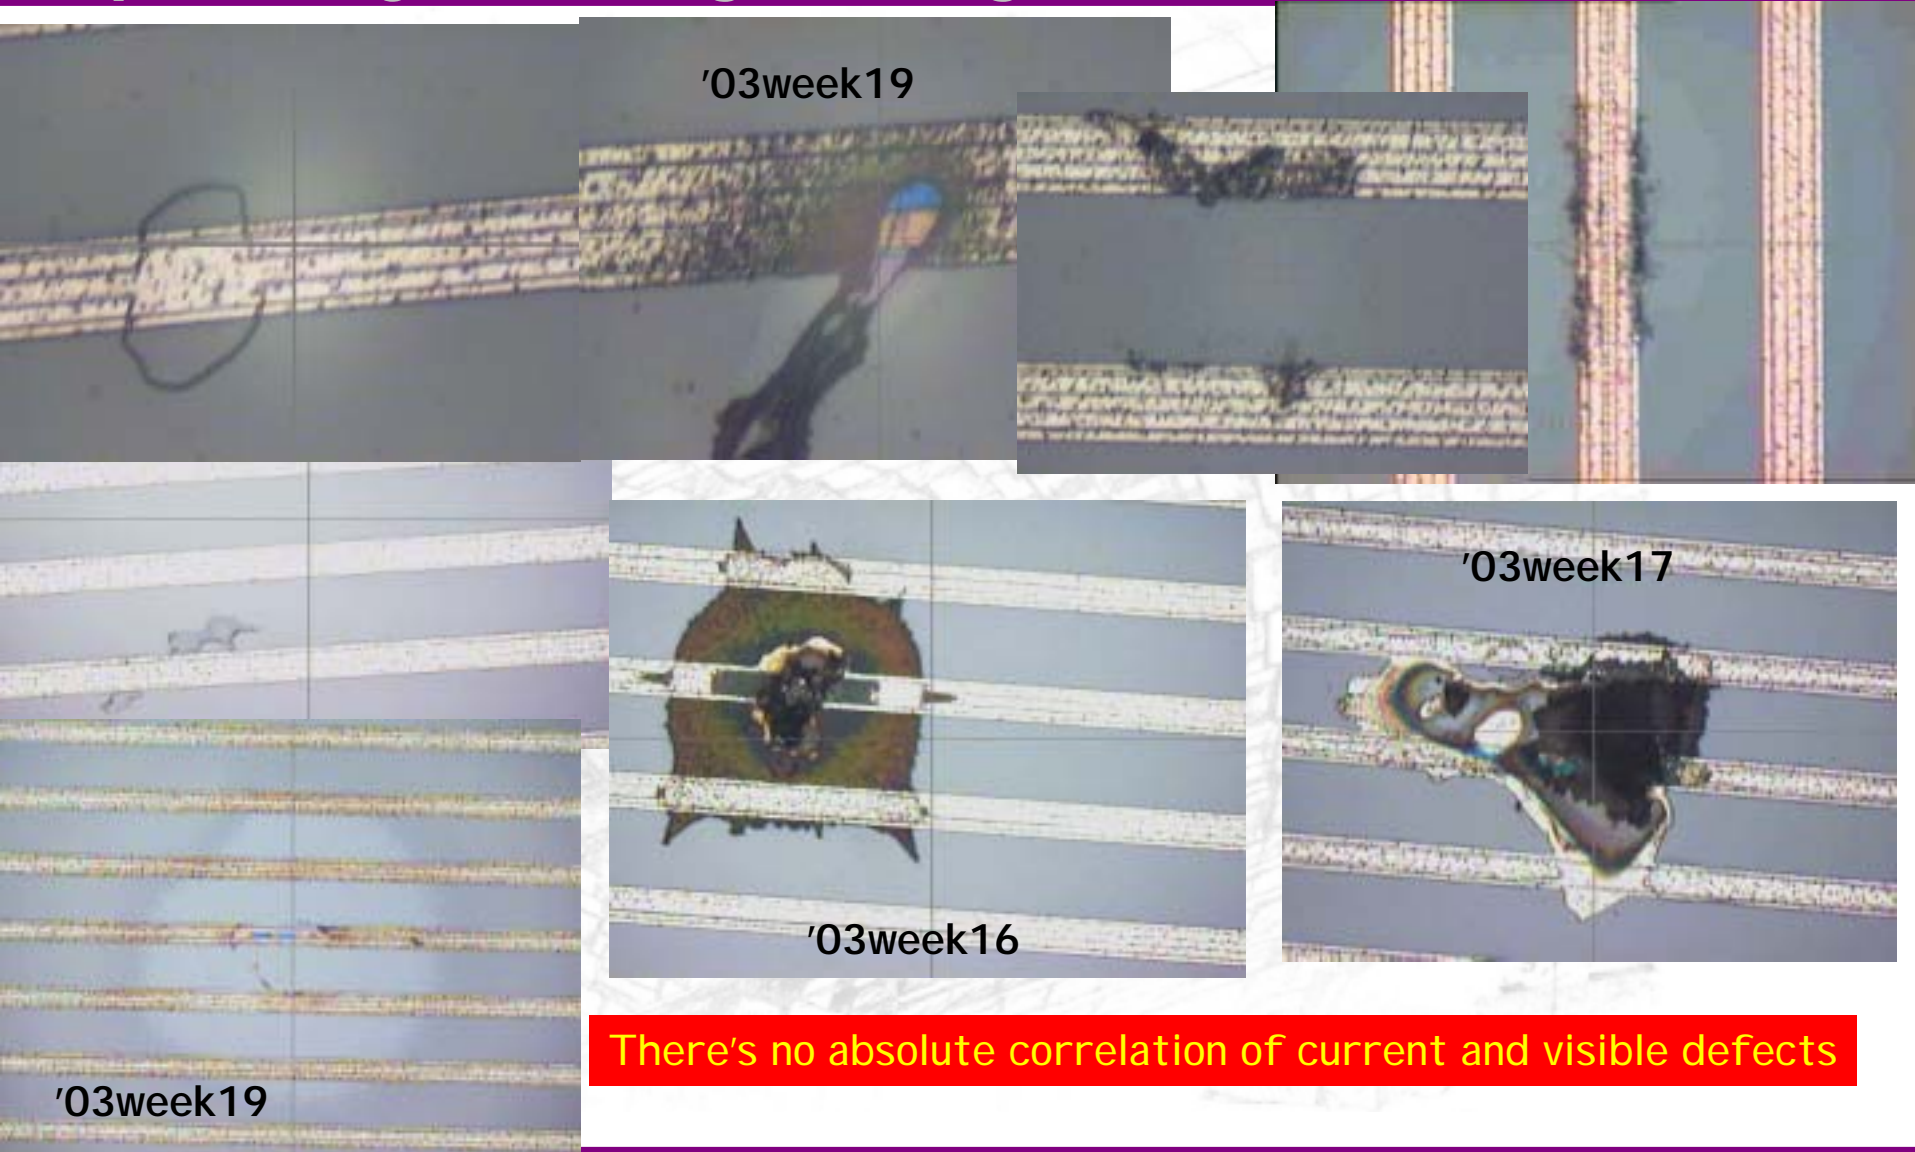 '03week19
'03week17
'03week16
There's no absolute correlation of current and visible defects
'03week19